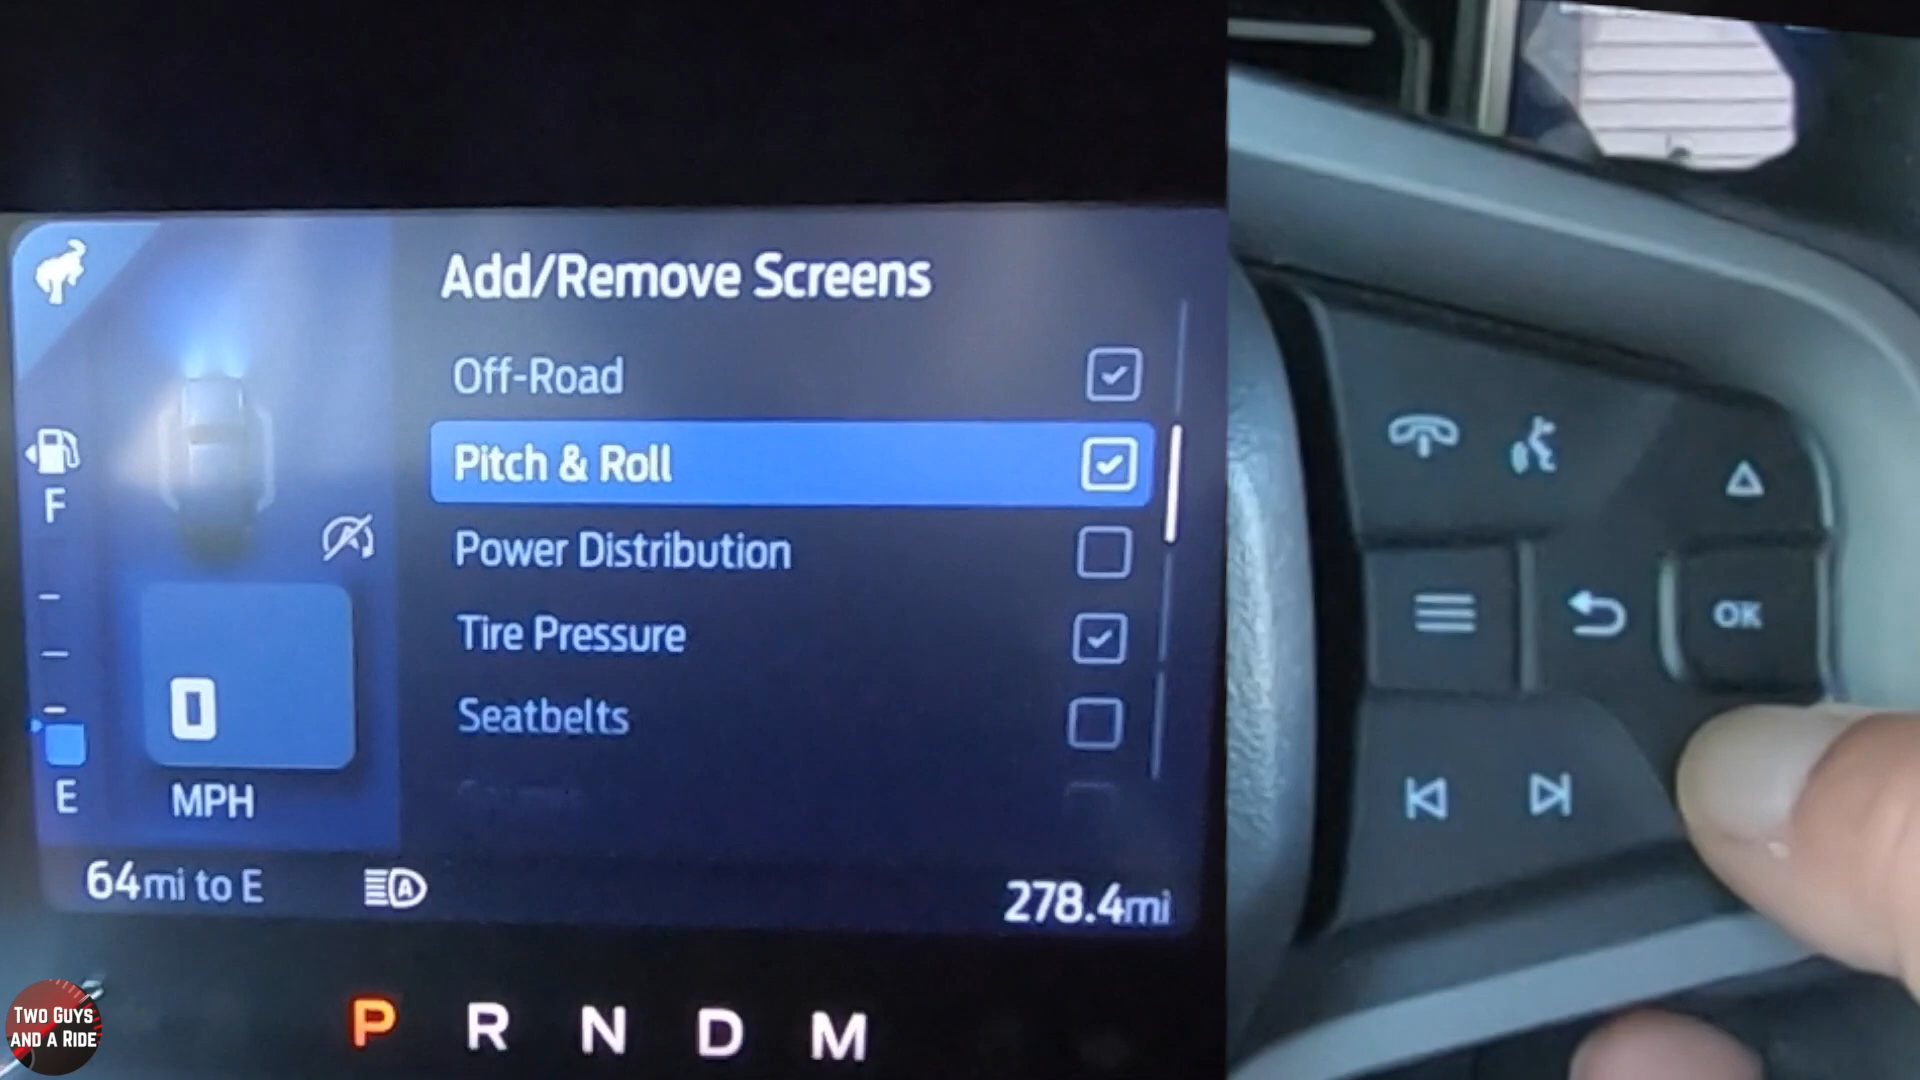 Add/Remove Screens
Off-Road
Pitch & Roll
Power Distribution
Tire Pressure
Seatbelts
F
E
0
MPH
64mi to E
A
278.4mi
P R N D M
OK
TWO GUYS
AND A RIDE